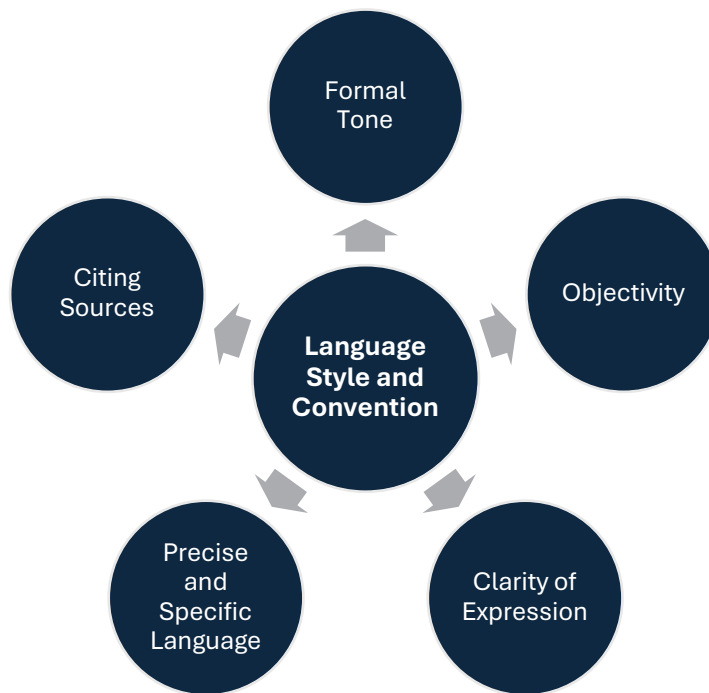 Formal
Tone
Citing
Sources
Objectivity
Language
Style and
Convention
Precise
and
Specific
Language
Clarity of
Expression